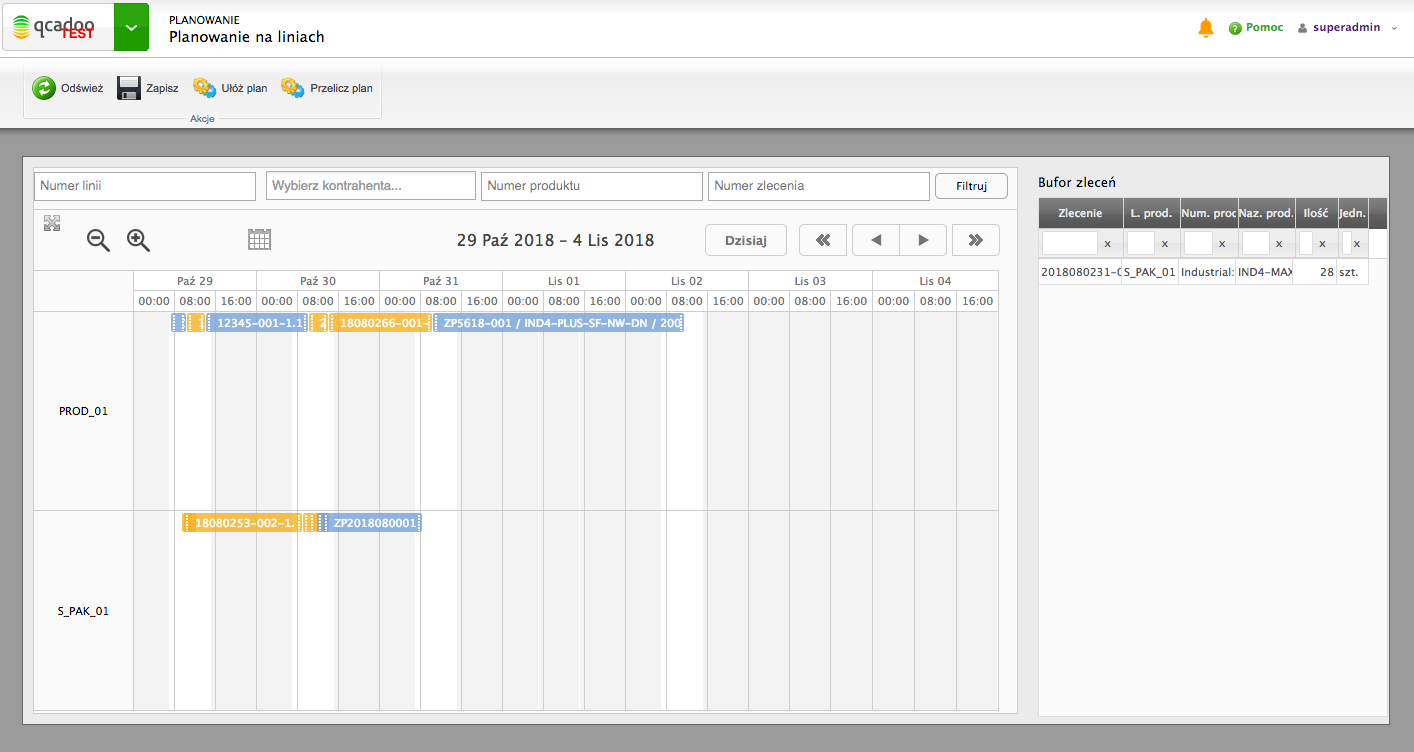 qcadoo
TEST
PLANOWANIE
Planowanie na liniach
Pomoc
superadmin
Odśwież
Zapisz
Ułóż plan
Przelicz plan
Akcje
Numer linii
Wybierz kontrahenta...
Numer produktu
Numer zlecenia
Filtruj
29 Paź 2018 – 4 Lis 2018
Dzisiaj
Paź 29 Paź 30 Paź 31 Lis 01 Lis 02 Lis 03 Lis 04
00:00 08:00 16:00 00:00 08:00 16:00 00:00 08:00 16:00 00:00 08:00 16:00 00:00 08:00 16:00 00:00 08:00 16:00 00:00 08:00 16:00
12345-001-1.1
18080266-001-
ZP5618-001 / IND4-PLUS-SF-NW-DN / 200
PROD_01
18080253-002-1.
ZP2018080001
S_PAK_01
Bufor zleceń
Zlecenie L. prod. Num. prod Naz. prod. Ilość Jedn.
x x x x x x
2018080231-0 S_PAK_01 Industrial: IND4-MAX 28 szt.